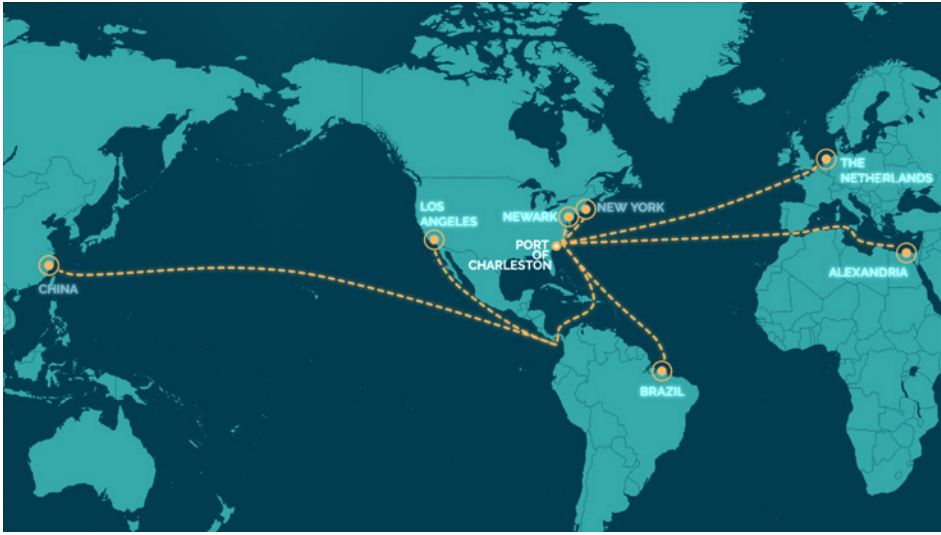 LOS
ANGELES
NEWARK
NEW YORK
THE
NETHERLANDS
PORT
OF
CHARLESTON
ALEXANDRIA
CHINA
BRAZIL